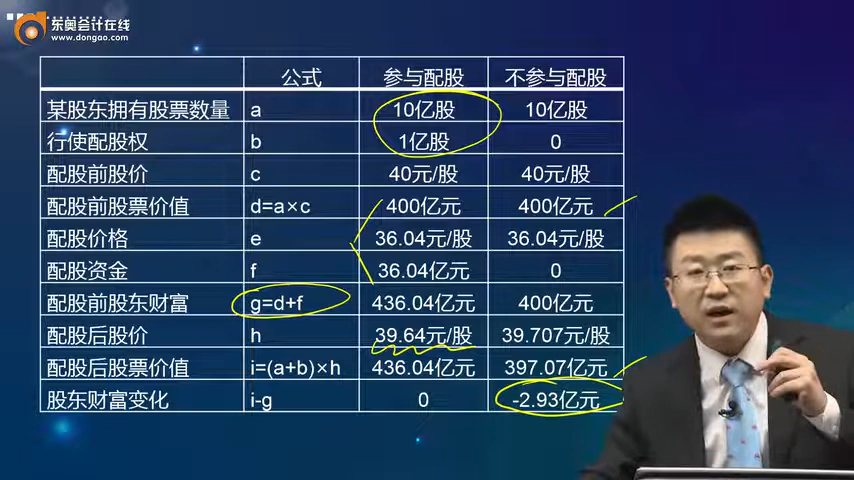 东奥会计在线
www.dongao.com
公式 参与配股 不参与配股
某股东拥有股票数量 a 10亿股 10亿股
行使配股权 b 1亿股 0
配股前股价 c 40元/股 40元/股
配股前股票价值 d=a×c 400亿元 400亿元
配股价格 e 36.04元/股 36.04元/股
配股资金 f 36.04亿元 0
配股前股东财富 g=d+f 436.04亿元 400亿元
配股后股价 h 39.64元/股 39.707元/股
配股后股票价值 i=(a+b)×h 436.04亿元 397.07亿元
股东财富变化 i-g 0 -2.93亿元